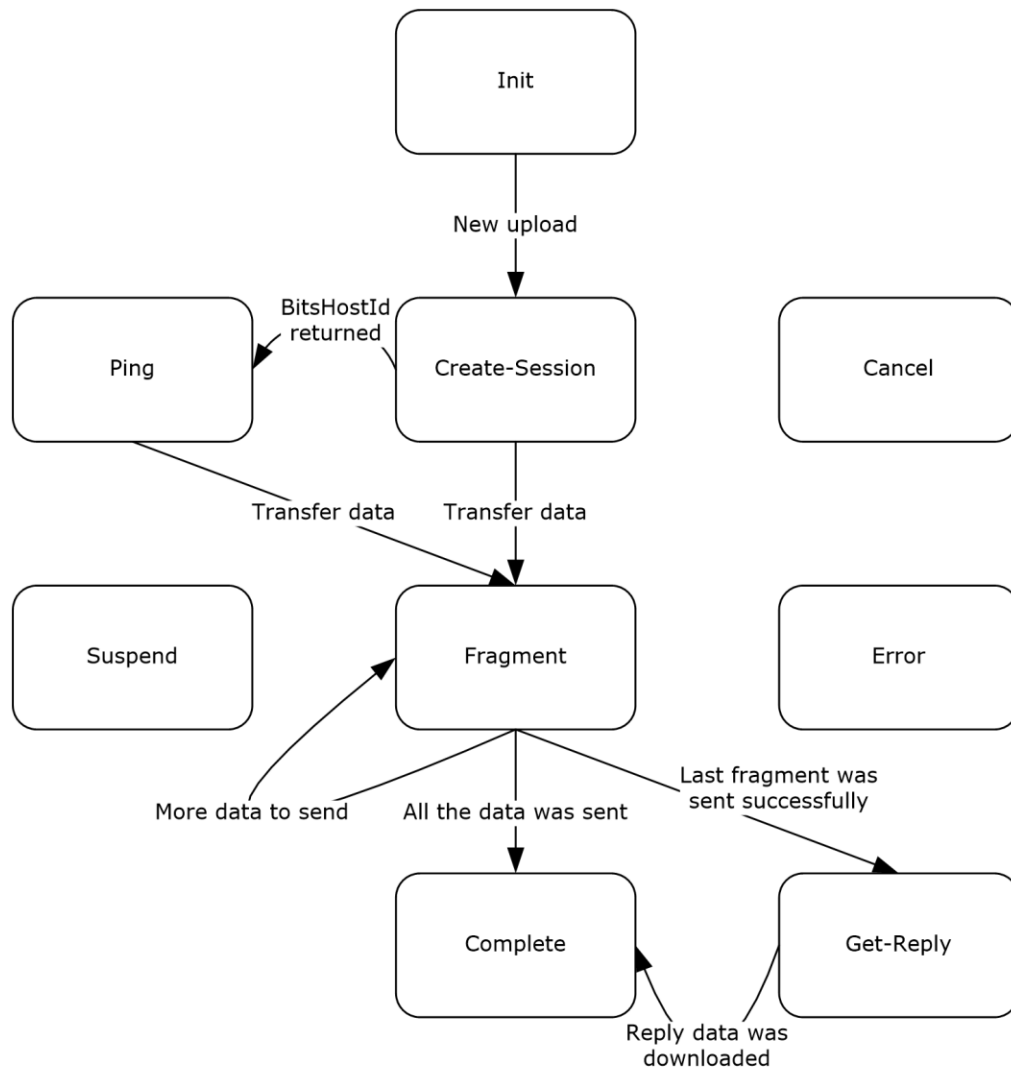 Init
New upload
BitsHostId
returned
Ping
Create-Session
Cancel
Transfer data
Transfer data
Suspend
Fragment
Error
Last fragment was
sent successfully
More data to send
All the data was sent
Complete
Get-Reply
Reply data was
downloaded